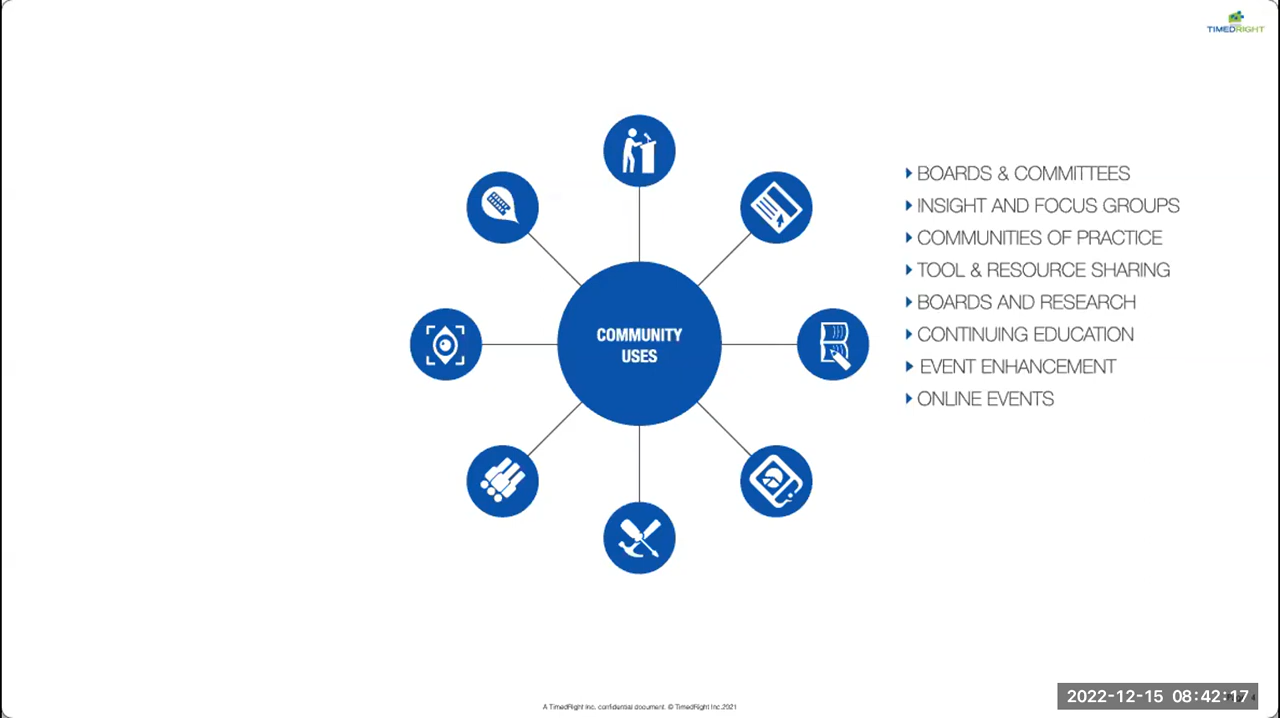 TIMEDRIGHT
COMMUNITY
USES
BOARDS & COMMITTEES
INSIGHT AND FOCUS GROUPS
COMMUNITIES OF PRACTICE
TOOL & RESOURCE SHARING
BOARDS AND RESEARCH
CONTINUING EDUCATION
EVENT ENHANCEMENT
ONLINE EVENTS
2022-12-15 08:42:17
A TimedRight Inc. confidential document. © TimedRight Inc.2021